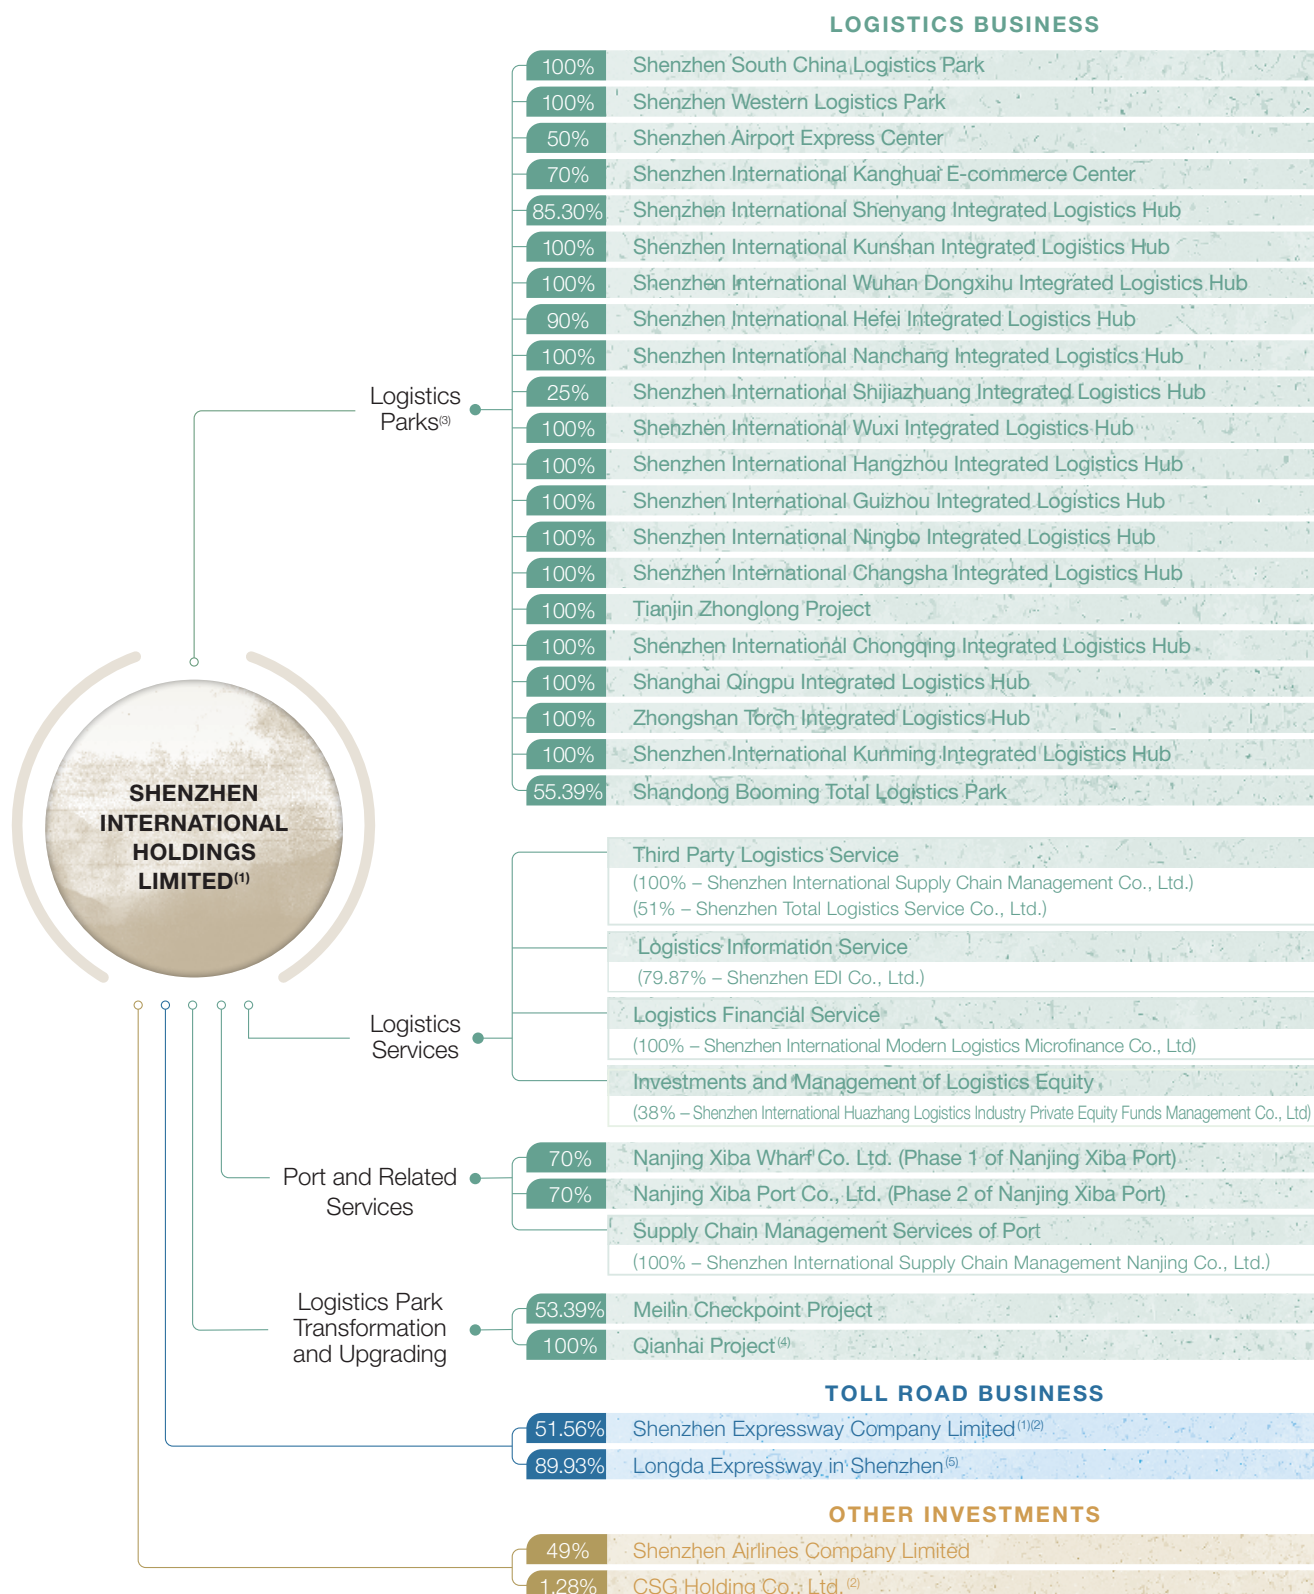 LOGISTICS BUSINESS
100% Shenzhen South China Logistics Park
100% Shenzhen Western Logistics Park
50% Shenzhen Airport Express Center
70% Shenzhen International Kanghuai E-commerce Center
85.30% Shenzhen International Shenyang Integrated Logistics Hub
100% Shenzhen International Kunshan Integrated Logistics Hub
100% Shenzhen International Wuhan Dongxihu Integrated Logistics Hub
90% Shenzhen International Hefei Integrated Logistics Hub
100% Shenzhen International Nanchang Integrated Logistics Hub
Logistics
Parks(3)
25% Shenzhen International Shijiazhuang Integrated Logistics Hub
100% Shenzhen International Wuxi Integrated Logistics Hub
100% Shenzhen International Hangzhou Integrated Logistics Hub
100% Shenzhen International Guizhou Integrated Logistics Hub
100% Shenzhen International Ningbo Integrated Logistics Hub
100% Shenzhen International Changsha Integrated Logistics Hub
100% Tianjin Zhonglong Project
100% Shenzhen International Chongqing Integrated Logistics Hub
100% Shanghai Qingpu Integrated Logistics Hub
100% Zhongshan Torch Integrated Logistics Hub
100% Shenzhen International Kunming Integrated Logistics Hub
55.39% Shandong Booming Total Logistics Park
SHENZHEN
INTERNATIONAL
HOLDINGS
LIMITED(1)
Third Party Logistics Service
(100% – Shenzhen International Supply Chain Management Co., Ltd.)
(51% – Shenzhen Total Logistics Service Co., Ltd.)
Logistics Information Service
(79.87% – Shenzhen EDI Co., Ltd.)
Logistics
Services
Logistics Financial Service
(100% – Shenzhen International Modern Logistics Microfinance Co., Ltd)
Investments and Management of Logistics Equity
(38% – Shenzhen International Huazhang Logistics Industry Private Equity Funds Management Co., Ltd)
Port and Related
Services
70% Nanjing Xiba Wharf Co. Ltd. (Phase 1 of Nanjing Xiba Port)
70% Nanjing Xiba Port Co., Ltd. (Phase 2 of Nanjing Xiba Port)
Supply Chain Management Services of Port
(100% – Shenzhen International Supply Chain Management Nanjing Co., Ltd.)
Logistics Park
Transformation
and Upgrading
53.39% Meilin Checkpoint Project
100% Qianhai Project(4)
TOLL ROAD BUSINESS
51.56% Shenzhen Expressway Company Limited(1)(2)
89.93% Longda Expressway in Shenzhen(5)
OTHER INVESTMENTS
49% Shenzhen Airlines Company Limited
1.28% CSG Holding Co., Ltd.(2)